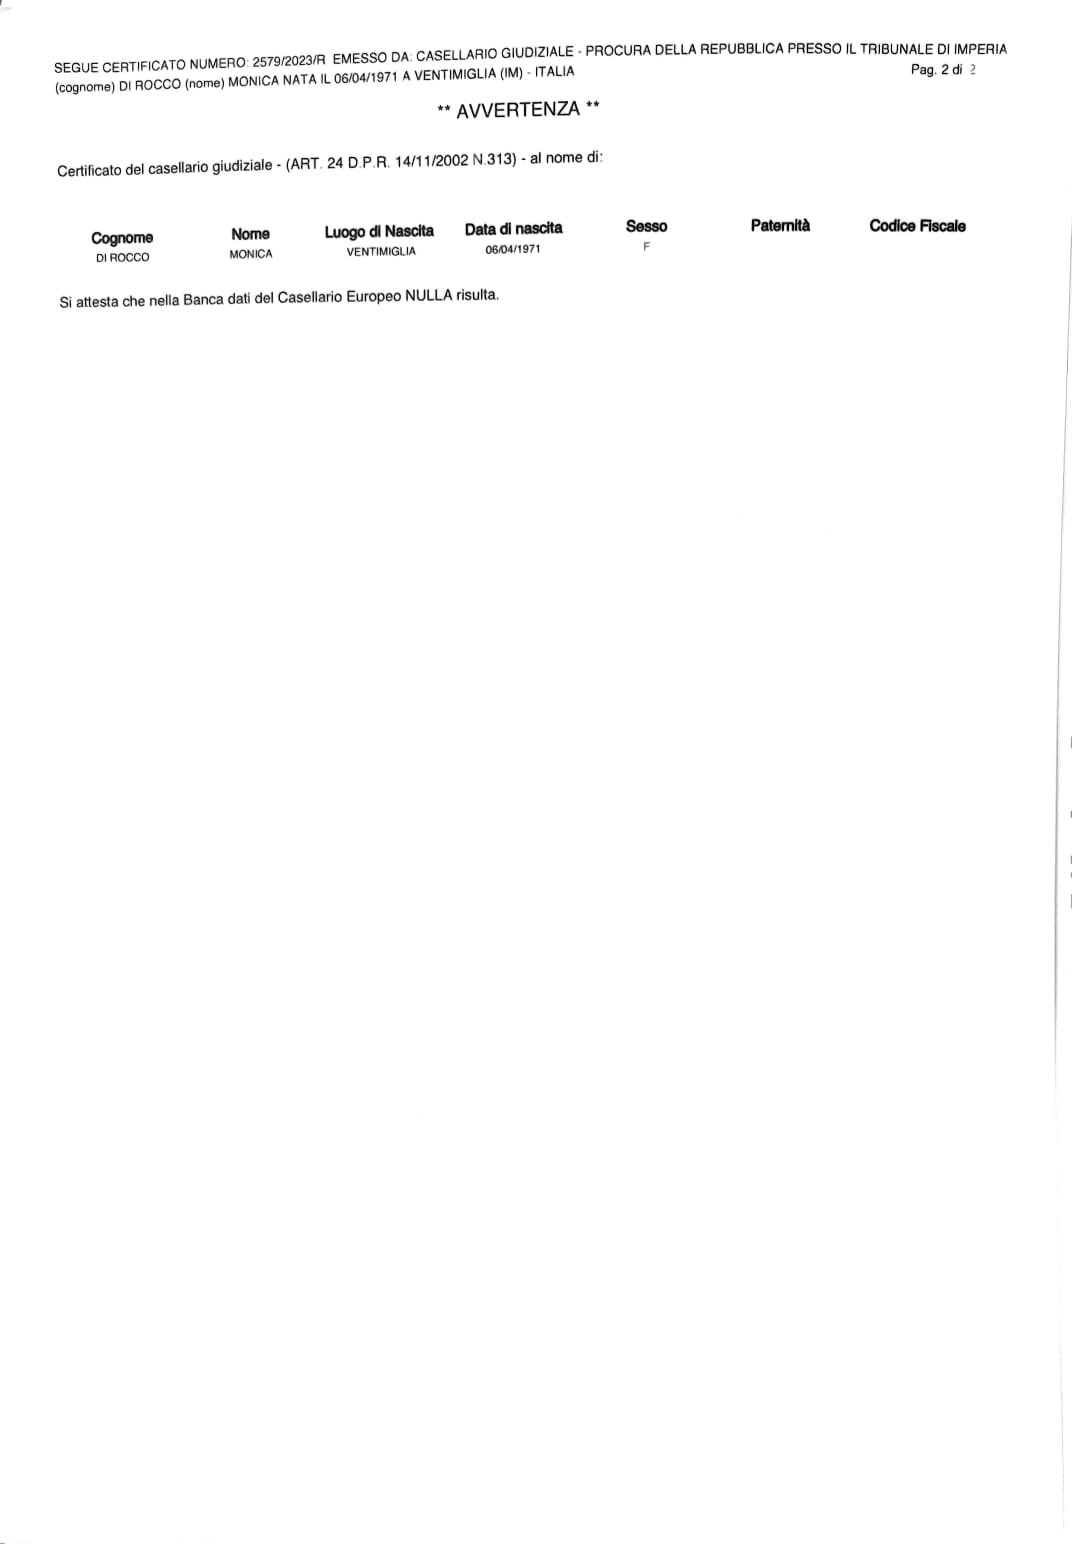 SEGUE CERTIFICATO NUMERO: 2579/2023/R EMESSO DA: CASELLARIO GIUDIZIALE - PROCURA DELLA REPUBBLICA PRESSO IL TRIBUNALE DI IMPERIA
(cognome) DI ROCCO (nome) MONICA NATA IL 06/04/1971 A VENTIMIGLIA (IM) - ITALIA Pag. 2 di 2
** AVVERTENZA **
Certificato del casellario giudiziale - (ART. 24 D.P.R. 14/11/2002 N.313) - al nome di:
Cognome Nome Luogo di Nascita Data di nascita Sesso Paternità Codice Fiscale
DI ROCCO MONICA VENTIMIGLIA 06/04/1971 F
Si attesta che nella Banca dati del Casellario Europeo NULLA risulta.